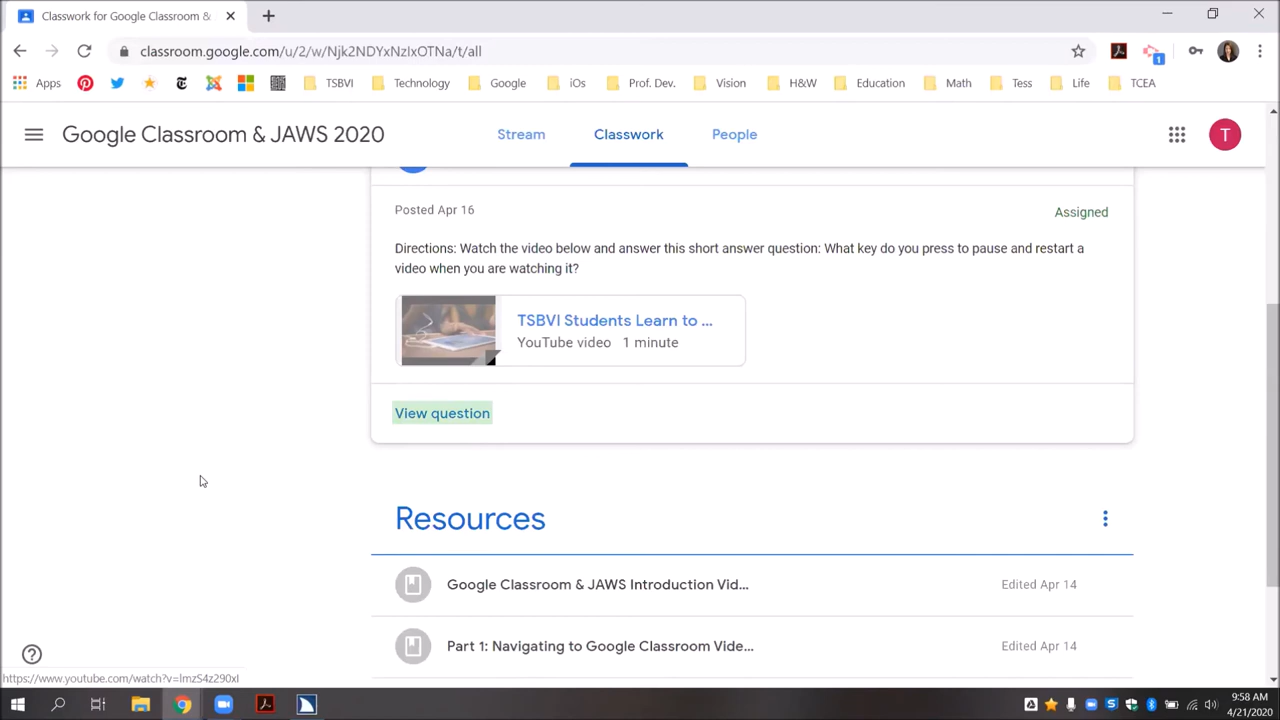 Classwork for Google Classroom &
classroom.google.com/u/2/w/Njk2NDYxNzIxOTNa/t/all
1
Apps
TSBVI
Technology
Google
iOs
Prof. Dev.
Vision
H&W
Education
Math
Tess
Life
TCEA
Google Classroom & JAWS 2020
Stream
Classwork
People
T
Posted Apr 16
Assigned
Directions: Watch the video below and answer this short answer question: What key do you press to pause and restart a
video when you are watching it?
TSBVI Students Learn to ...
YouTube video 1 minute
View question
Resources
Google Classroom & JAWS Introduction Vid...
Edited Apr 14
Part 1: Navigating to Google Classroom Vide...
Edited Apr 14
https://www.youtube.com/watch?v=lmzS4z290xI
9:58 AM
4/21/2020